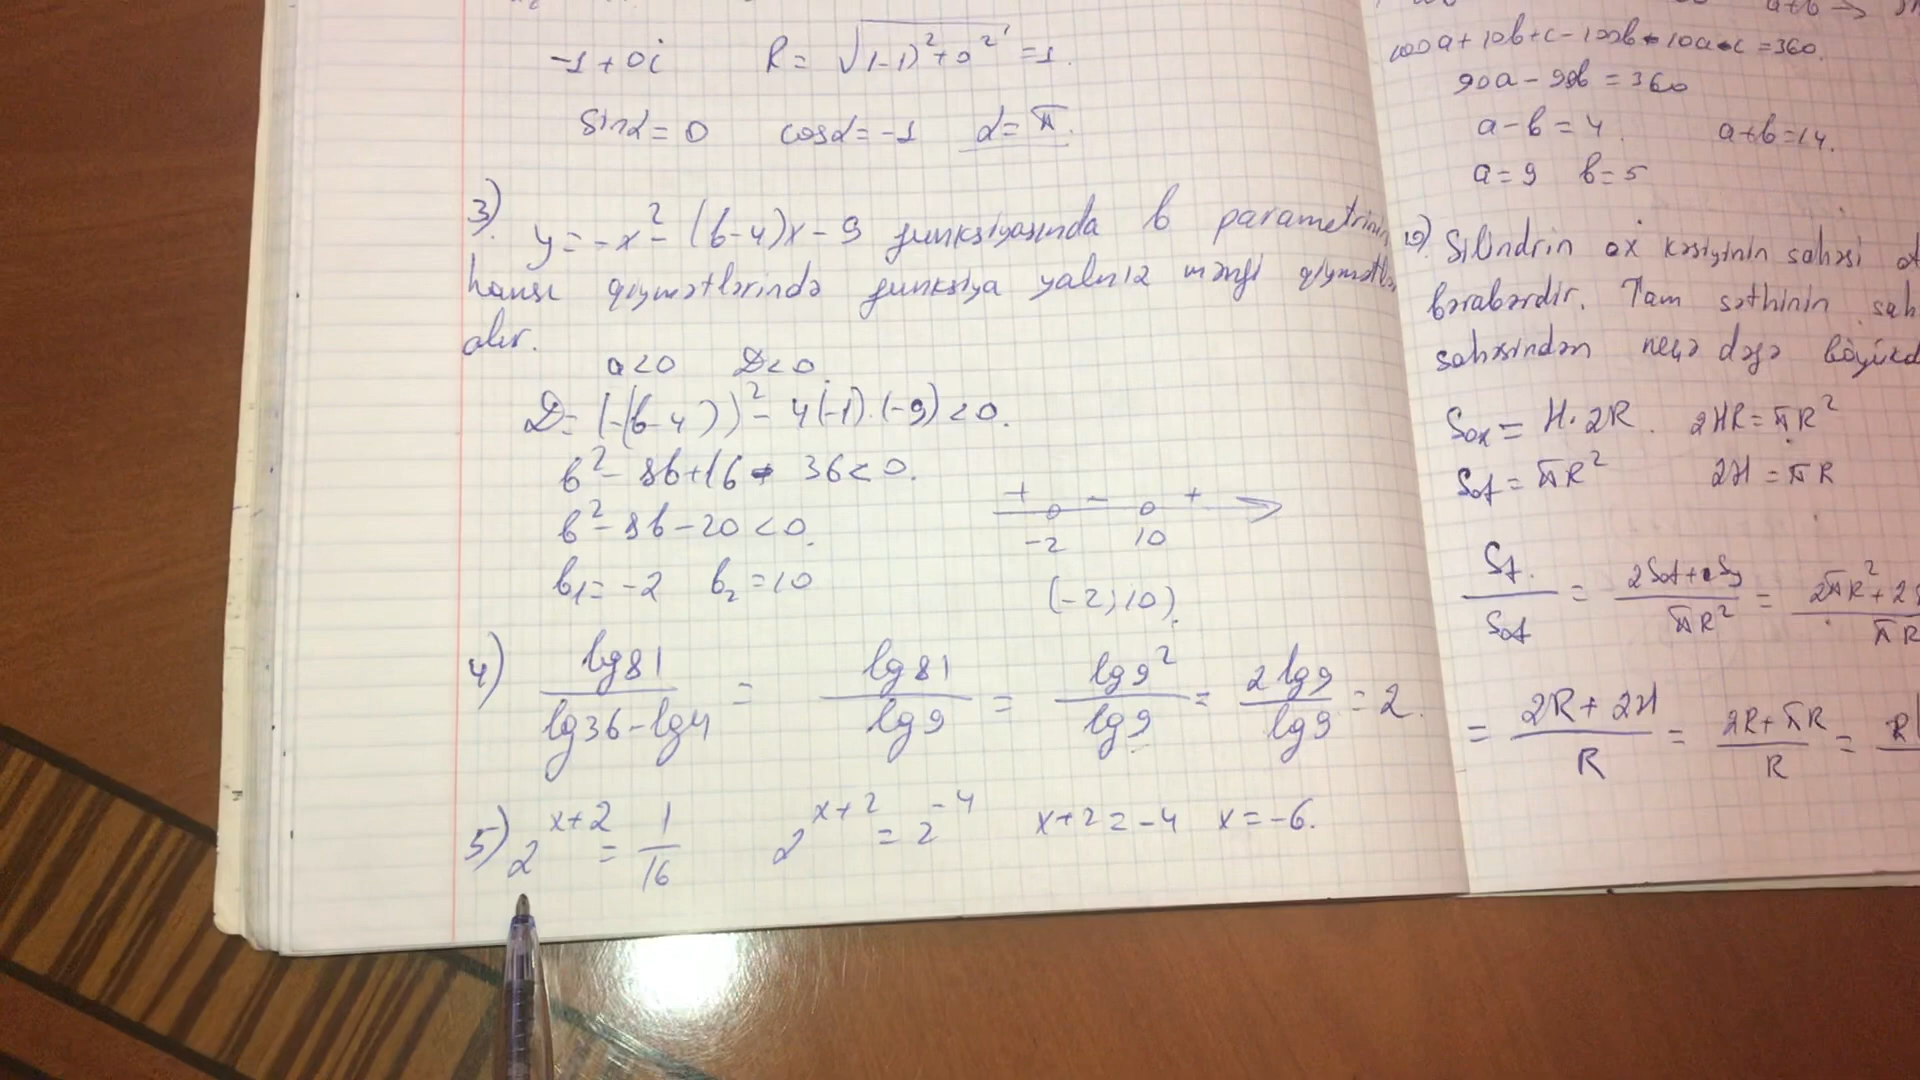 -1+0i R = √(-1)²+0² = 1.
sinα = 0 cosα = -1 α = π.
3) y = -x² - (b-4)x - 9 funksiyasında b parametrinin
hansı qiymətlərində funksiya yalnız mənfi
alır.
a<0 D<0.
D = (-(b-4))² - 4(-1)·(-9) < 0.
b² - 8b + 16 - 36 < 0.
b² - 8b - 20 < 0.
+ - +
-2 10
b₁ = -2 b₂ = 10
(-2; 10).
4) lg81/(lg36-lg4) = lg81/lg9 = lg9²/lg9 = 2lg9/lg9 = 2.
5) 2^(x+2) = 1/16 2^(x+2) = 2^(-4) x+2 = -4 x = -6.
a+b →
100a+10b+c-100b-10a-c = 360.
90a - 90b = 360
a - b = 4. a+b = 14.
a = 9 b = 5
Silindrin ox kəsiyinin sahəsi
bərabərdir. Tam səthinin
sahəsindən neçə dəfə
Sox = H·2R. 2HR = πR²
Sot = πR² 2H = πR
St./Sot = (2Sot+Sy)/πR² =
= (2R+2H)/R = (2R+πR)/R =